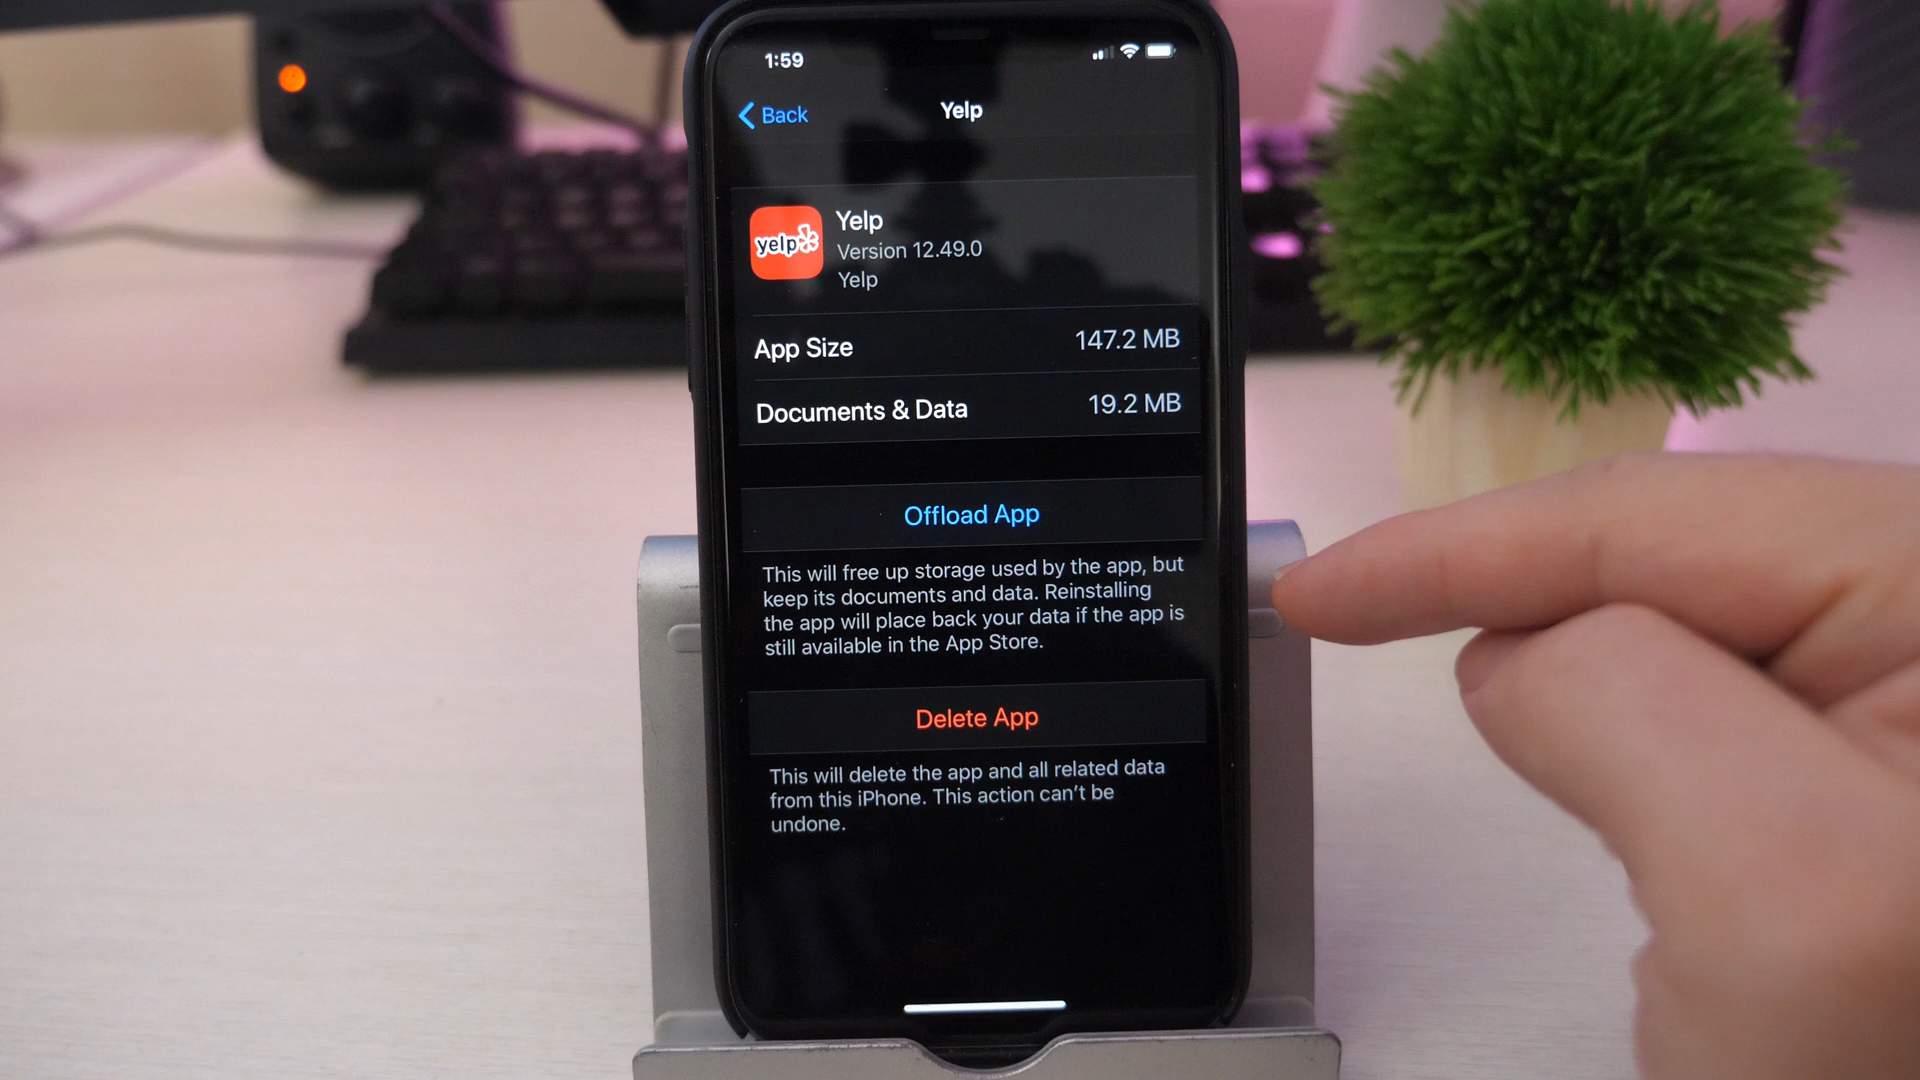 1:59
Back
Yelp
yelp
Yelp
Version 12.49.0
Yelp
App Size
147.2 MB
Documents & Data
19.2 MB
Offload App
This will free up storage used by the app, but
keep its documents and data. Reinstalling
the app will place back your data if the app is
still available in the App Store.
Delete App
This will delete the app and all related data
from this iPhone. This action can't be
undone.